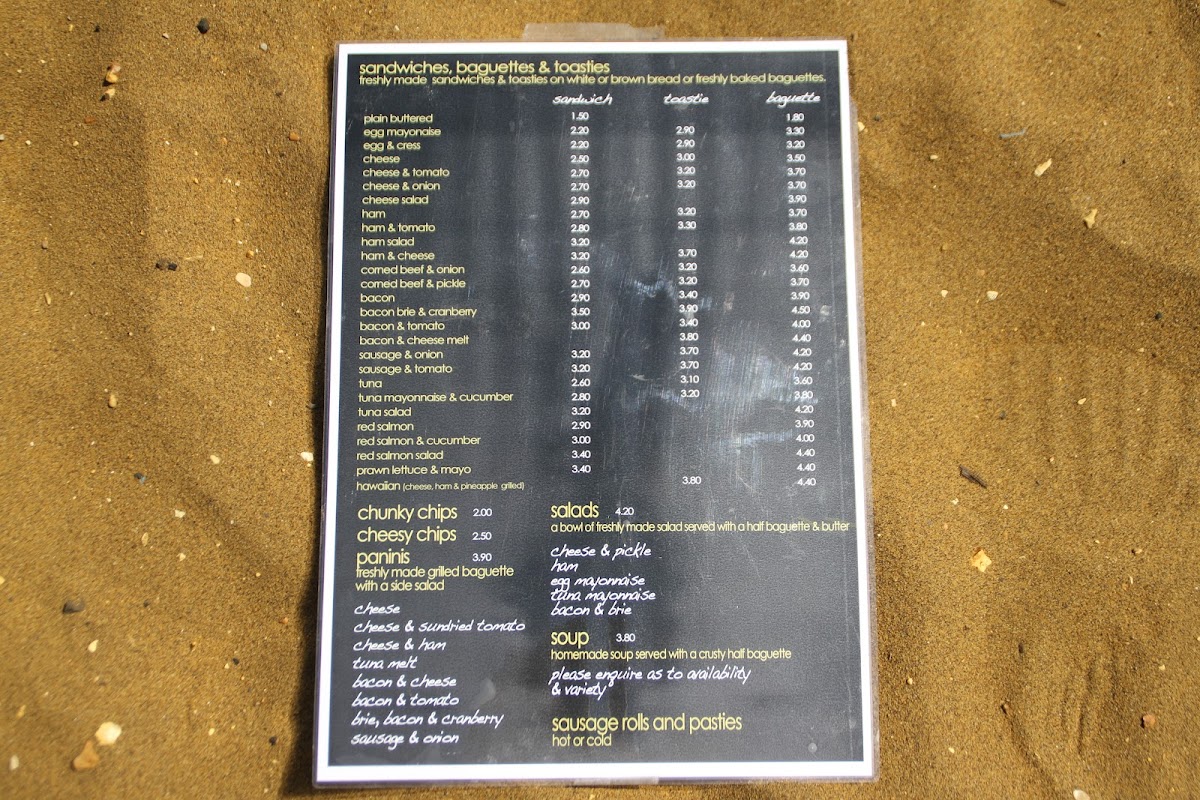 sandwiches, baguettes & toasties
freshly made sandwiches & toasties on white or brown bread or freshly baked baguettes.
sandwich toastie baguette
plain buttered 1.50 1.80
egg mayonaise 2.20 2.90 3.30
egg & cress 2.20 2.90 3.20
cheese 2.50 3.00 3.50
cheese & tomato 2.70 3.20 3.70
cheese & onion 2.70 3.20 3.70
cheese salad 2.90 3.90
ham 2.70 3.20 3.70
ham & tomato 2.80 3.30 3.80
ham salad 3.20 4.20
ham & cheese 3.20 3.70 4.20
corned beef & onion 2.60 3.20 3.60
corned beef & pickle 2.70 3.20 3.70
bacon 2.90 3.40 3.90
bacon brie & cranberry 3.50 3.90 4.50
bacon & tomato 3.00 3.40 4.00
bacon & cheese melt 3.80 4.40
sausage & onion 3.20 3.70 4.20
sausage & tomato 3.20 3.70 4.20
tuna 2.60 3.10 3.60
tuna mayonnaise & cucumber 2.80 3.20 3.80
tuna salad 3.20 4.20
red salmon 2.90 3.90
red salmon & cucumber 3.00 4.00
red salmon salad 3.40 4.40
prawn lettuce & mayo 3.40 4.40
hawaiian (cheese, ham & pineapple grilled) 3.80 4.40
chunky chips 2.00
cheesy chips 2.50
paninis 3.90
freshly made grilled baguette
with a side salad
cheese
cheese & sundried tomato
cheese & ham
tuna melt
bacon & cheese
bacon & tomato
brie, bacon & cranberry
sausage & onion
salads 4.20
a bowl of freshly made salad served with a half baguette & butter
cheese & pickle
ham
egg mayonnaise
tuna mayonnaise
bacon & brie
soup 3.80
homemade soup served with a crusty half baguette
please enquire as to availability
& variety
sausage rolls and pasties
hot or cold